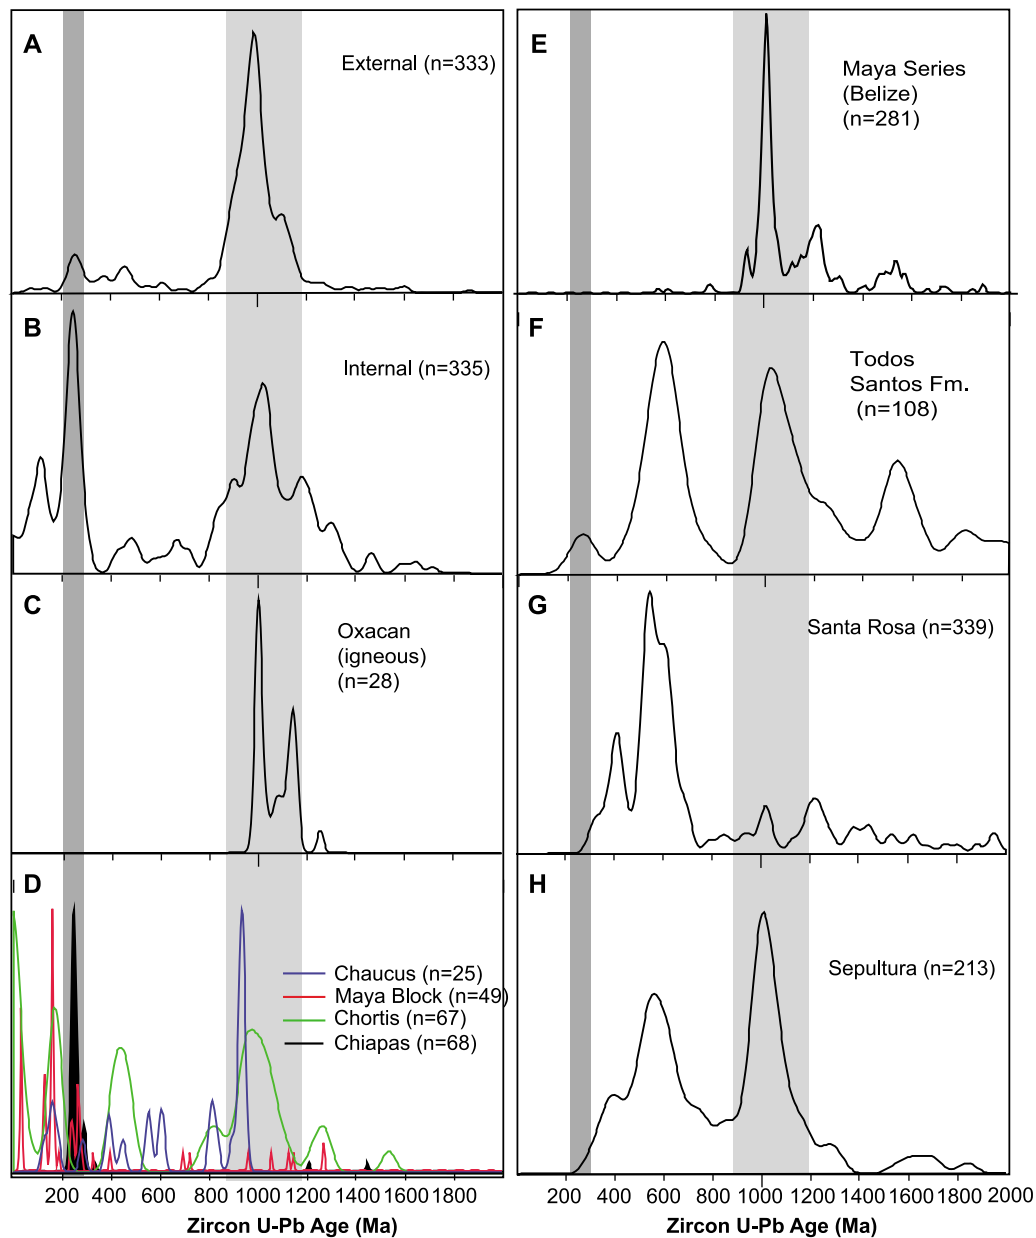 A
External (n=333)
B
Internal (n=335)
C
Oxacan
(igneous)
(n=28)
D
Chaucus (n=25)
Maya Block (n=49)
Chortis (n=67)
Chiapas (n=68)
200 400 600 800 1000 1200 1400 1600 1800
Zircon U-Pb Age (Ma)
E
Maya Series
(Belize)
(n=281)
F
Todos
Santos Fm.
(n=108)
G
Santa Rosa (n=339)
H
Sepultura (n=213)
200 400 600 800 1000 1200 1400 1600 1800 2000
Zircon U-Pb Age (Ma)